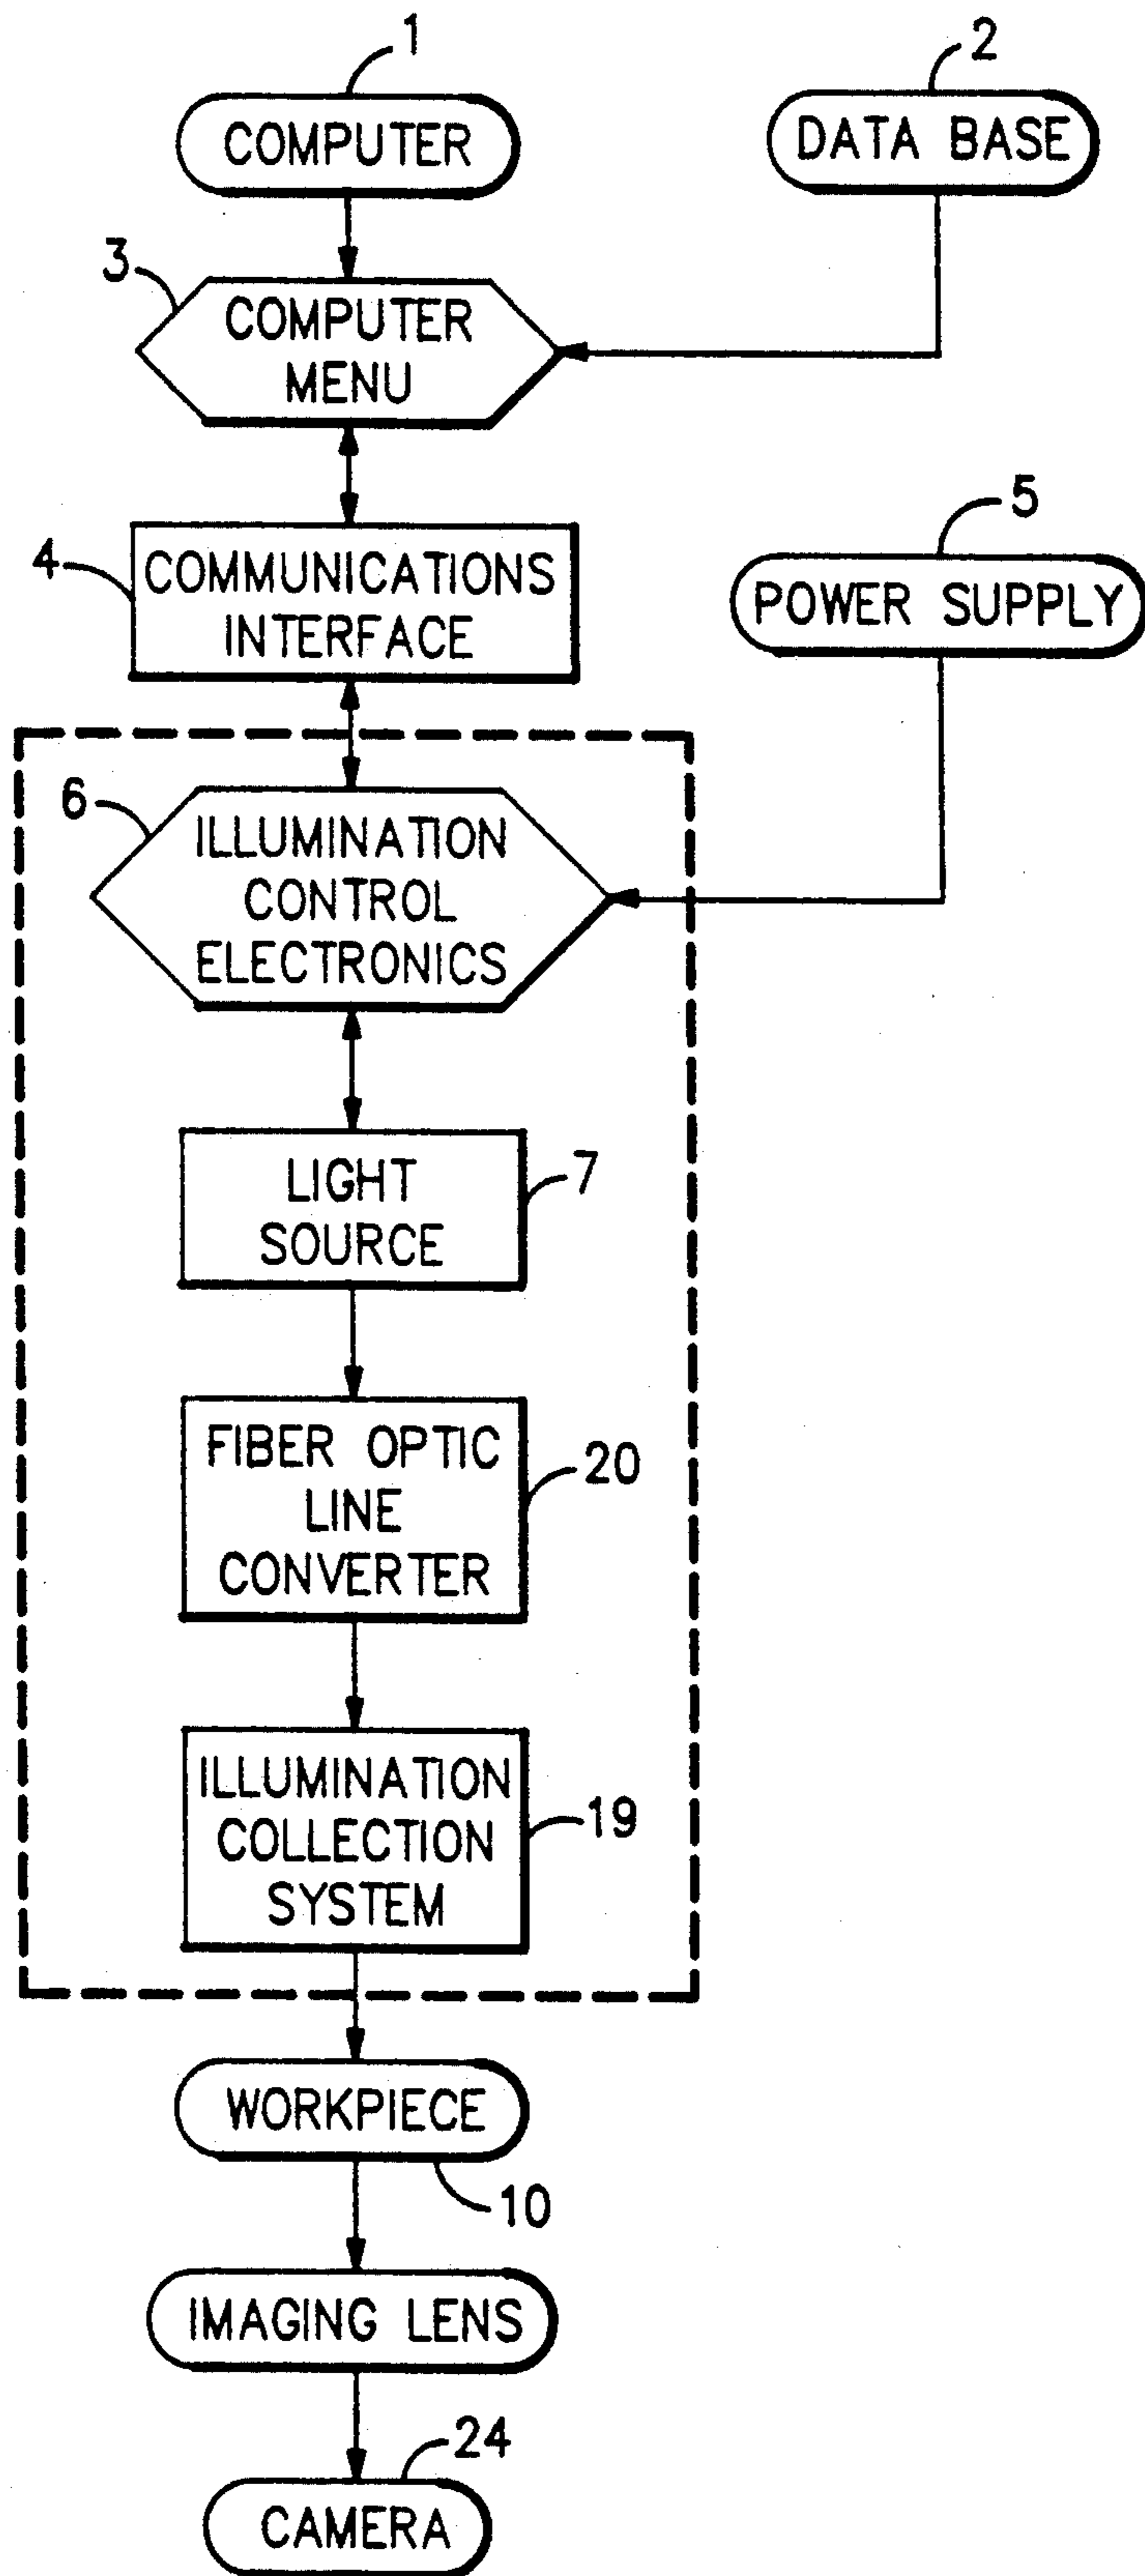 1
2
COMPUTER
DATA BASE
3
COMPUTER
MENU
4
COMMUNICATIONS
INTERFACE
5
POWER SUPPLY
6
ILLUMINATION
CONTROL
ELECTRONICS
LIGHT
SOURCE
7
FIBER OPTIC
LINE
CONVERTER
20
ILLUMINATION
COLLECTION
SYSTEM
19
WORKPIECE
10
IMAGING LENS
24
CAMERA